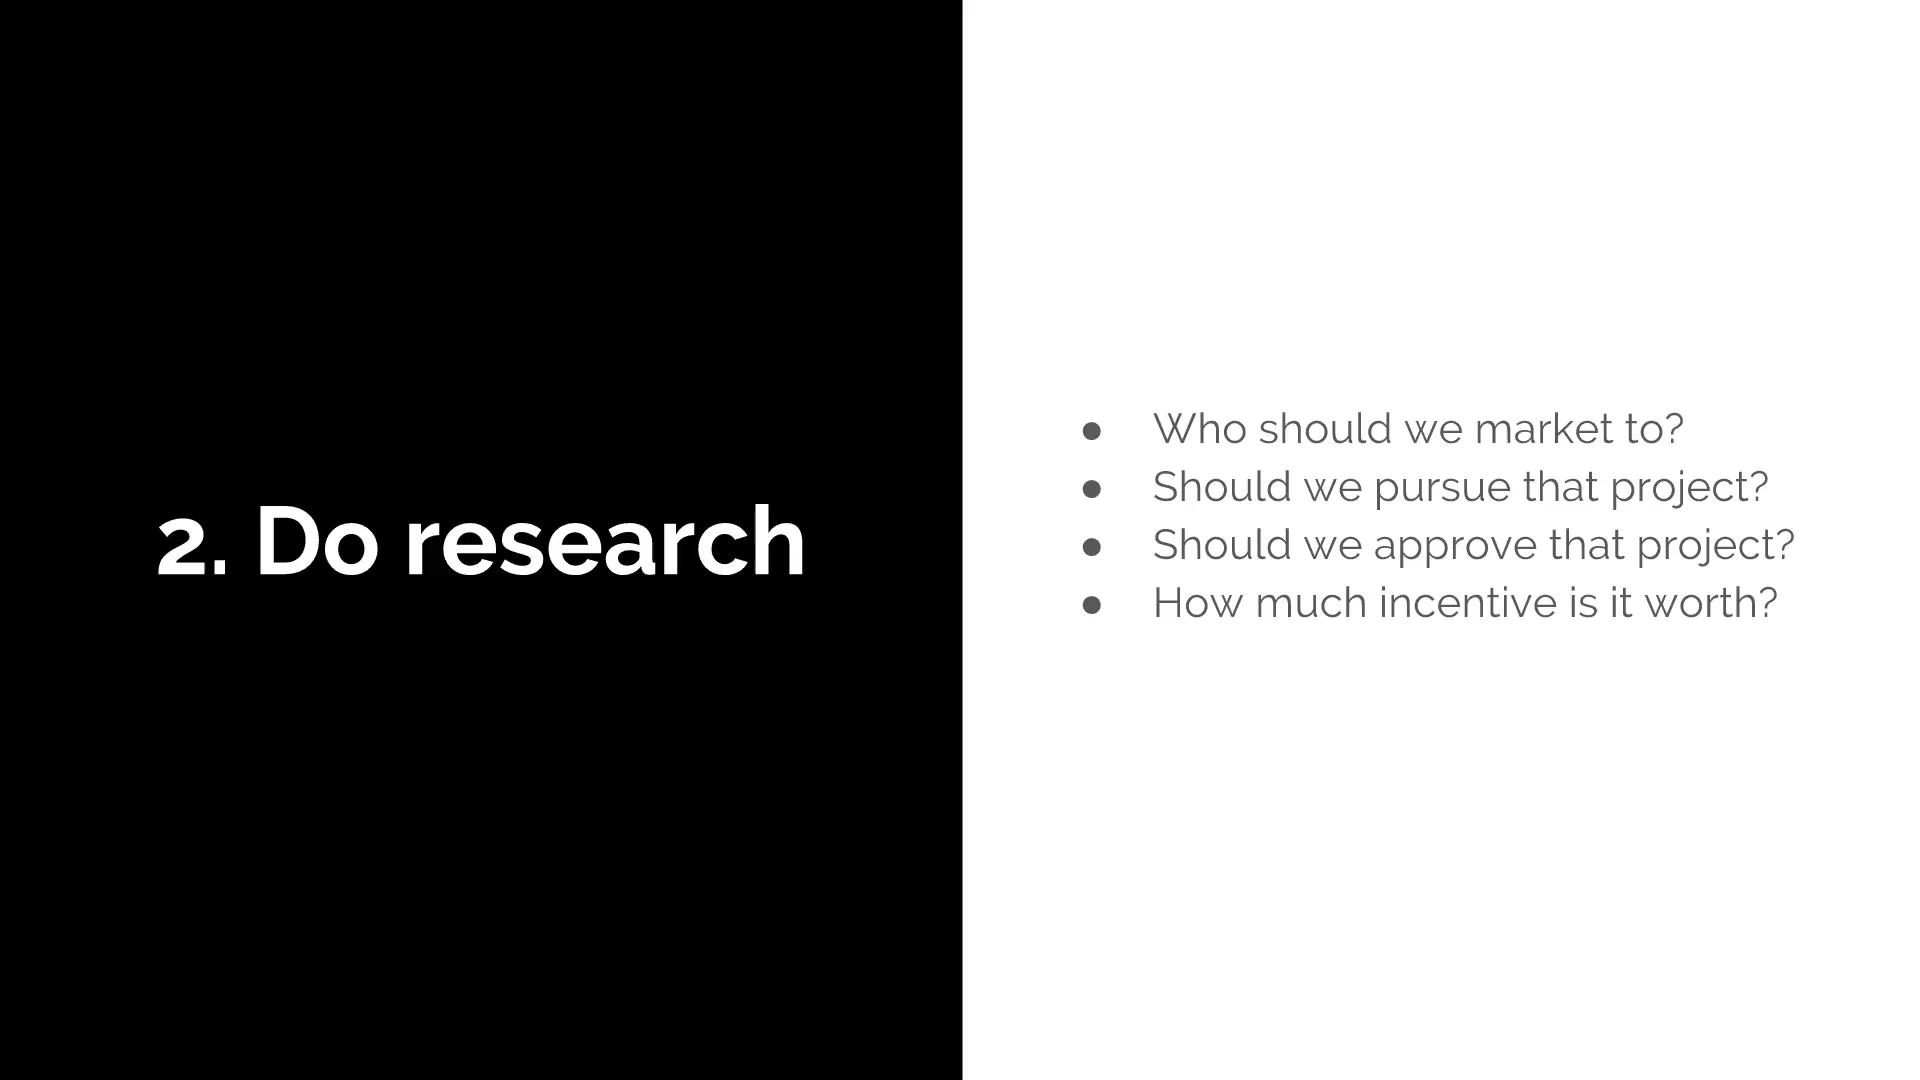 2. Do research
● Who should we market to?
● Should we pursue that project?
● Should we approve that project?
● How much incentive is it worth?